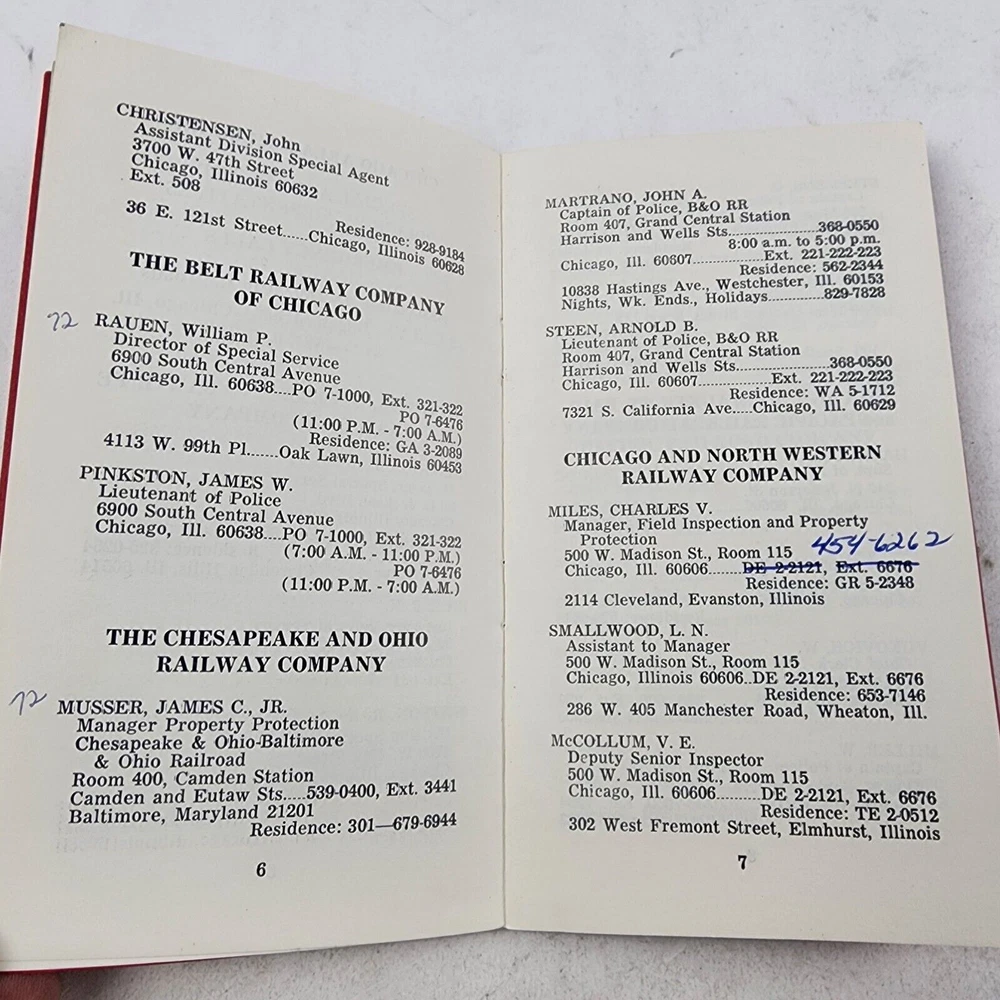 CHRISTENSEN, John
Assistant Division Special Agent
3700 W. 47th Street
Chicago, Illinois 60632
Ext. 508
Residence: 928-9184
36 E. 121st Street......Chicago, Illinois 60628
THE BELT RAILWAY COMPANY
OF CHICAGO
72 RAUEN, William P.
Director of Special Service
6900 South Central Avenue
Chicago, Ill. 60638....PO 7-1000, Ext. 321-322
PO 7-6476
(11:00 P.M. - 7:00 A.M.)
Residence: GA 3-2089
4113 W. 99th Pl.......Oak Lawn, Illinois 60453
PINKSTON, JAMES W.
Lieutenant of Police
6900 South Central Avenue
Chicago, Ill. 60638....PO 7-1000, Ext. 321-322
(7:00 A.M. - 11:00 P.M.)
PO 7-6476
(11:00 P.M. - 7:00 A.M.)
THE CHESAPEAKE AND OHIO
RAILWAY COMPANY
72 MUSSER, JAMES C., JR.
Manager Property Protection
Chesapeake & Ohio-Baltimore
& Ohio Railroad
Room 400, Camden Station
Camden and Eutaw Sts.....539-0400, Ext. 3441
Baltimore, Maryland 21201
Residence: 301—679-6944
6
MARTRANO, JOHN A.
Captain of Police, B&O RR
Room 407, Grand Central Station
Harrison and Wells Sts..................368-0550
8:00 a.m. to 5:00 p.m.
Chicago, Ill. 60607..............Ext. 221-222-223
Residence: 562-2344
10838 Hastings Ave., Westchester, Ill. 60153
Nights, Wk. Ends., Holidays.............829-7828
STEEN, ARNOLD B.
Lieutenant of Police, B&O RR
Room 407, Grand Central Station
Harrison and Wells Sts...................368-0550
Chicago, Ill. 60607...............Ext. 221-222-223
Residence: WA 5-1712
7321 S. California Ave.....Chicago, Ill. 60629
CHICAGO AND NORTH WESTERN
RAILWAY COMPANY
MILES, CHARLES V.
Manager, Field Inspection and Property
Protection
500 W. Madison St., Room 115 454-6262
Chicago, Ill. 60606........DE 2-2121, Ext. 6676
Residence: GR 5-2348
2114 Cleveland, Evanston, Illinois
SMALLWOOD, L. N.
Assistant to Manager
500 W. Madison St., Room 115
Chicago, Illinois 60606..DE 2-2121, Ext. 6676
Residence: 653-7146
286 W. 405 Manchester Road, Wheaton, Ill.
McCOLLUM, V. E.
Deputy Senior Inspector
500 W. Madison St., Room 115
Chicago, Ill. 60606..........DE 2-2121, Ext. 6676
Residence: TE 2-0512
302 West Fremont Street, Elmhurst, Illinois
7